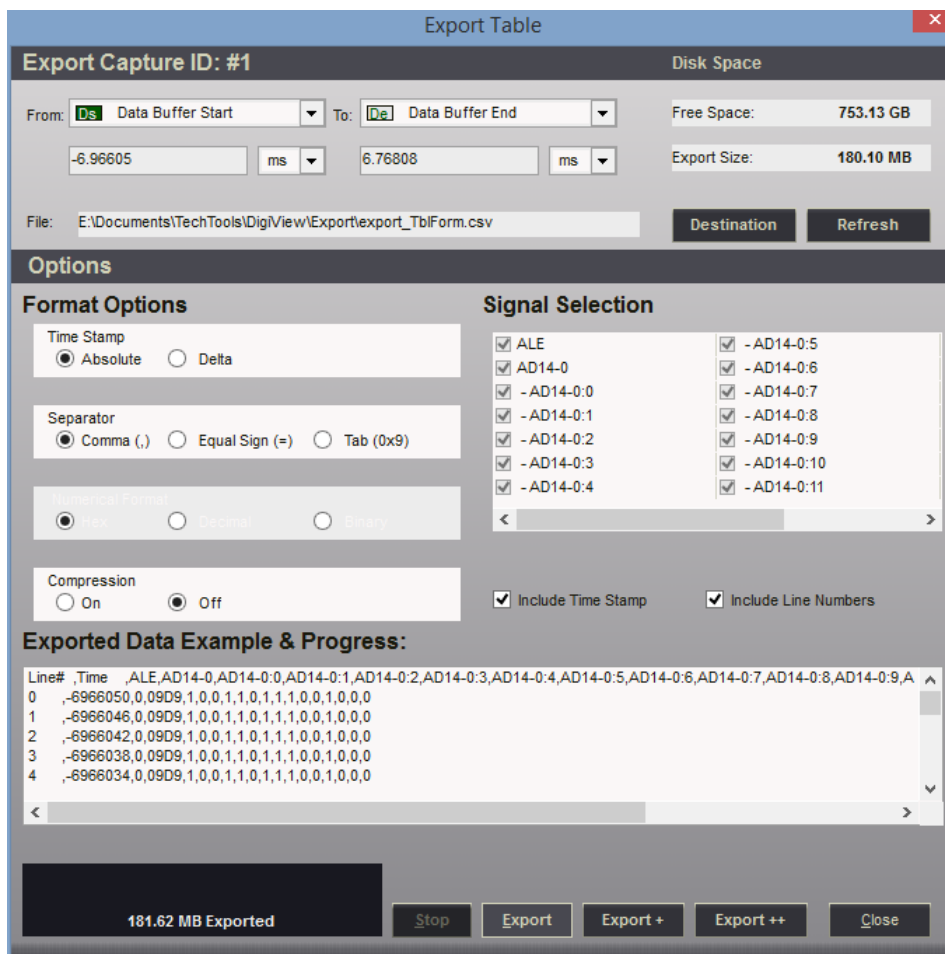 Export Table
Export Capture ID: #1
Disk Space
From: Ds Data Buffer Start To: De Data Buffer End
Free Space: 753.13 GB
-6.96605 ms 6.76808 ms
Export Size: 180.10 MB
File: E:\Documents\TechTools\DigiView\Export\export_TblForm.csv
Destination Refresh
Options
Format Options
Signal Selection
Time Stamp
Absolute Delta
Separator
Comma (,) Equal Sign (=) Tab (0x9)
Numerical Format
Hex Decimal Binary
Compression
On Off
ALE - AD14-0:5
AD14-0 - AD14-0:6
- AD14-0:0 - AD14-0:7
- AD14-0:1 - AD14-0:8
- AD14-0:2 - AD14-0:9
- AD14-0:3 - AD14-0:10
- AD14-0:4 - AD14-0:11
Include Time Stamp Include Line Numbers
Exported Data Example & Progress:
Line# ,Time ,ALE,AD14-0,AD14-0:0,AD14-0:1,AD14-0:2,AD14-0:3,AD14-0:4,AD14-0:5,AD14-0:6,AD14-0:7,AD14-0:8,AD14-0:9,A
0 ,-6966050,0,09D9,1,0,0,1,1,0,1,1,1,0,0,1,0,0,0
1 ,-6966046,0,09D9,1,0,0,1,1,0,1,1,1,0,0,1,0,0,0
2 ,-6966042,0,09D9,1,0,0,1,1,0,1,1,1,0,0,1,0,0,0
3 ,-6966038,0,09D9,1,0,0,1,1,0,1,1,1,0,0,1,0,0,0
4 ,-6966034,0,09D9,1,0,0,1,1,0,1,1,1,0,0,1,0,0,0
181.62 MB Exported
Stop Export Export + Export ++ Close